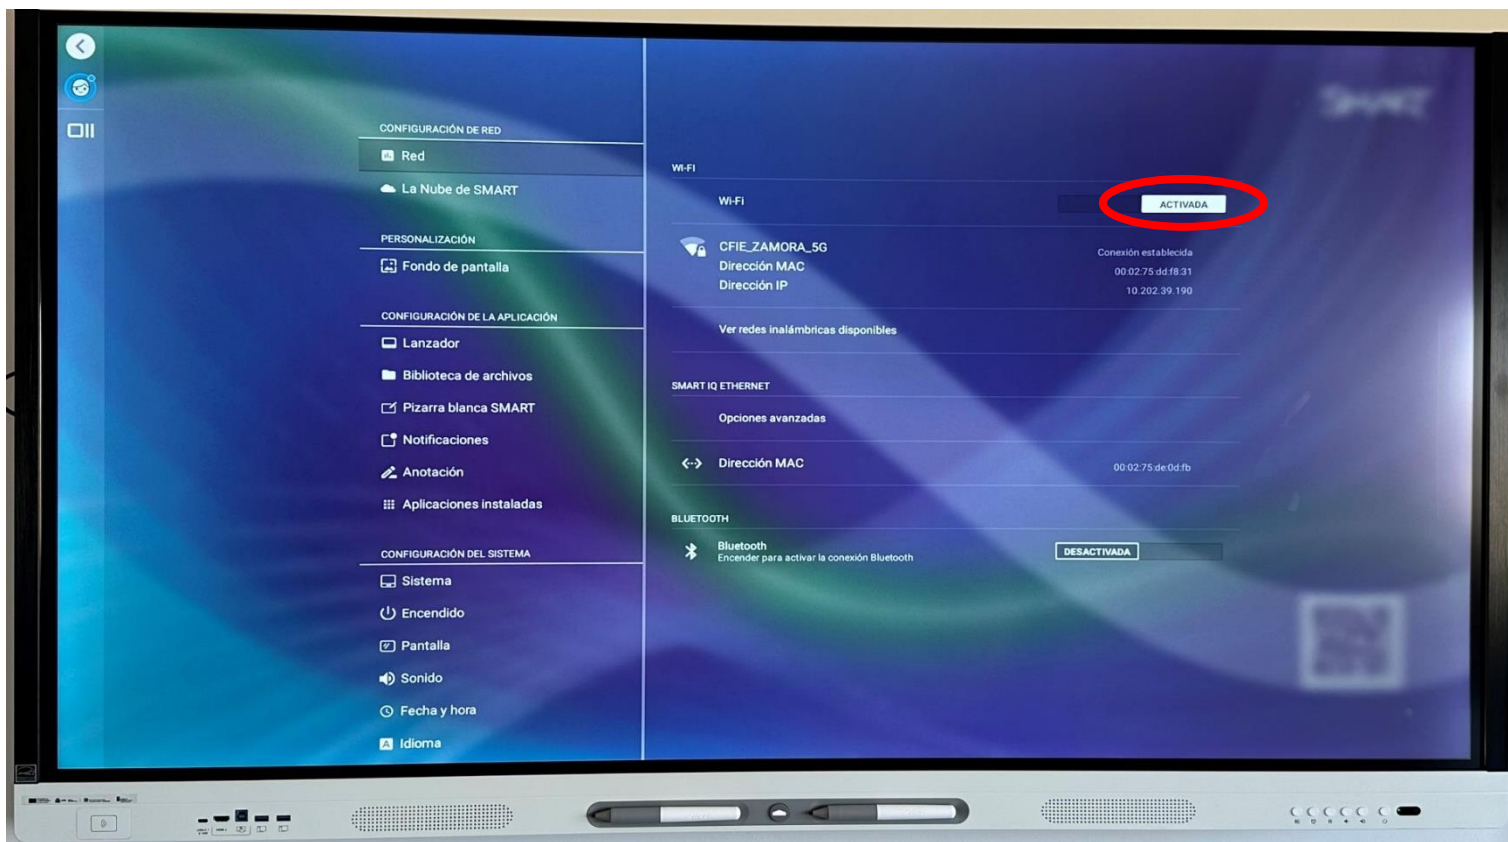 CONFIGURACIÓN DE RED
Red
La Nube de SMART
PERSONALIZACIÓN
Fondo de pantalla
CONFIGURACIÓN DE LA APLICACIÓN
Lanzador
Biblioteca de archivos
Pizarra blanca SMART
Notificaciones
Anotación
Aplicaciones instaladas
CONFIGURACIÓN DEL SISTEMA
Sistema
Encendido
Pantalla
Sonido
Fecha y hora
Idioma
SMART
WI-FI
Wi-Fi ACTIVADA
CFIE_ZAMORA_5G Conexión establecida
Dirección MAC 00:02:75:dd:f8:31
Dirección IP 10.202.39.190
Ver redes inalámbricas disponibles
SMART IQ ETHERNET
Opciones avanzadas
Dirección MAC 00:02:75:de:0d:fb
BLUETOOTH
Bluetooth DESACTIVADA
Encender para activar la conexión Bluetooth